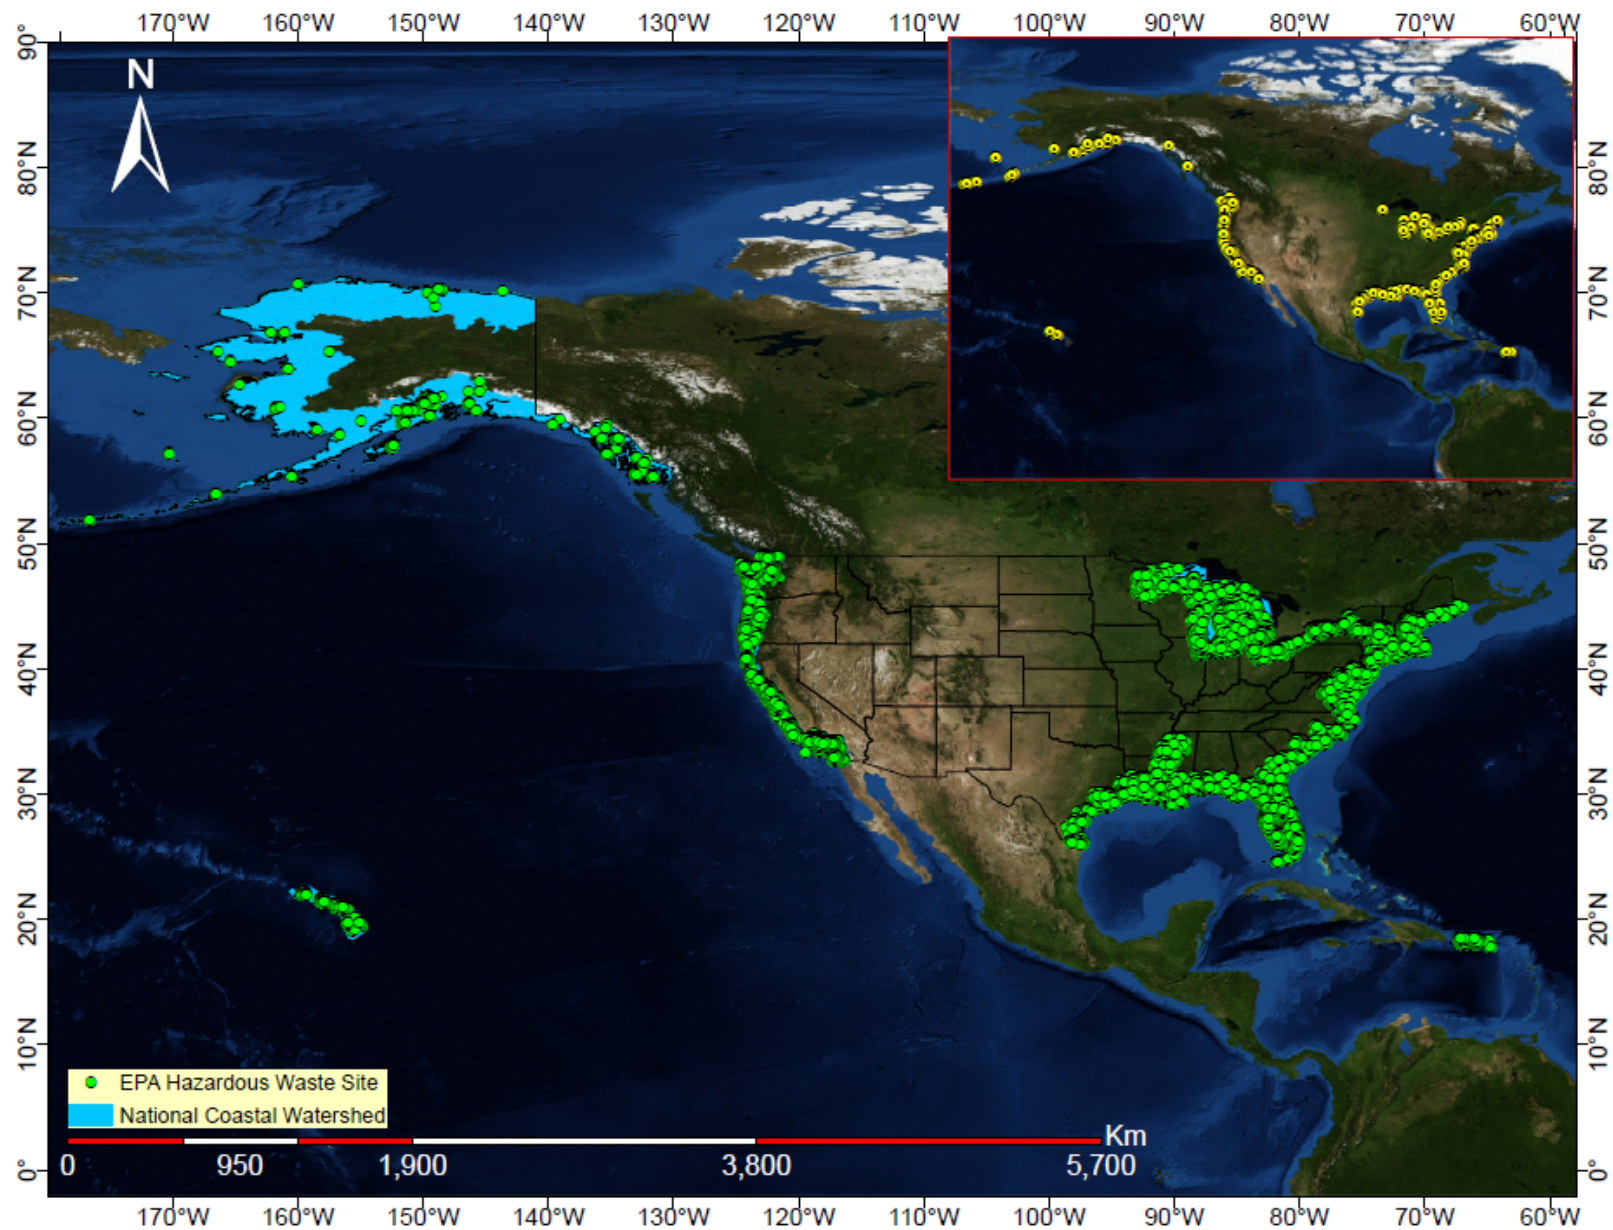 170°W 160°W 150°W 140°W 130°W 120°W 110°W 100°W 90°W 80°W 70°W 60°W
90°
N
80°N 80°N
70°N 70°N
60°N 60°N
50°N 50°N
40°N 40°N
30°N 30°N
20°N 20°N
10°N 10°N
EPA Hazardous Waste Site
National Coastal Watershed
Km
0 950 1,900 3,800 5,700
0° 0°
170°W 160°W 150°W 140°W 130°W 120°W 110°W 100°W 90°W 80°W 70°W 60°W